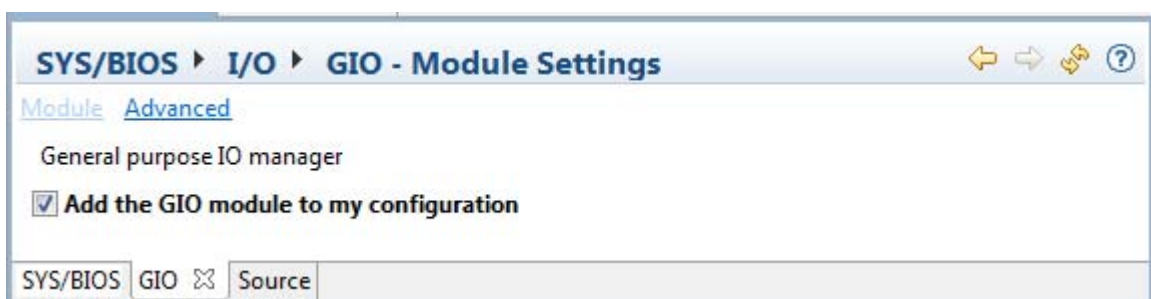 SYS/BIOS ▸ I/O ▸ GIO - Module Settings
Module Advanced
General purpose IO manager
Add the GIO module to my configuration
SYS/BIOS GIO Source